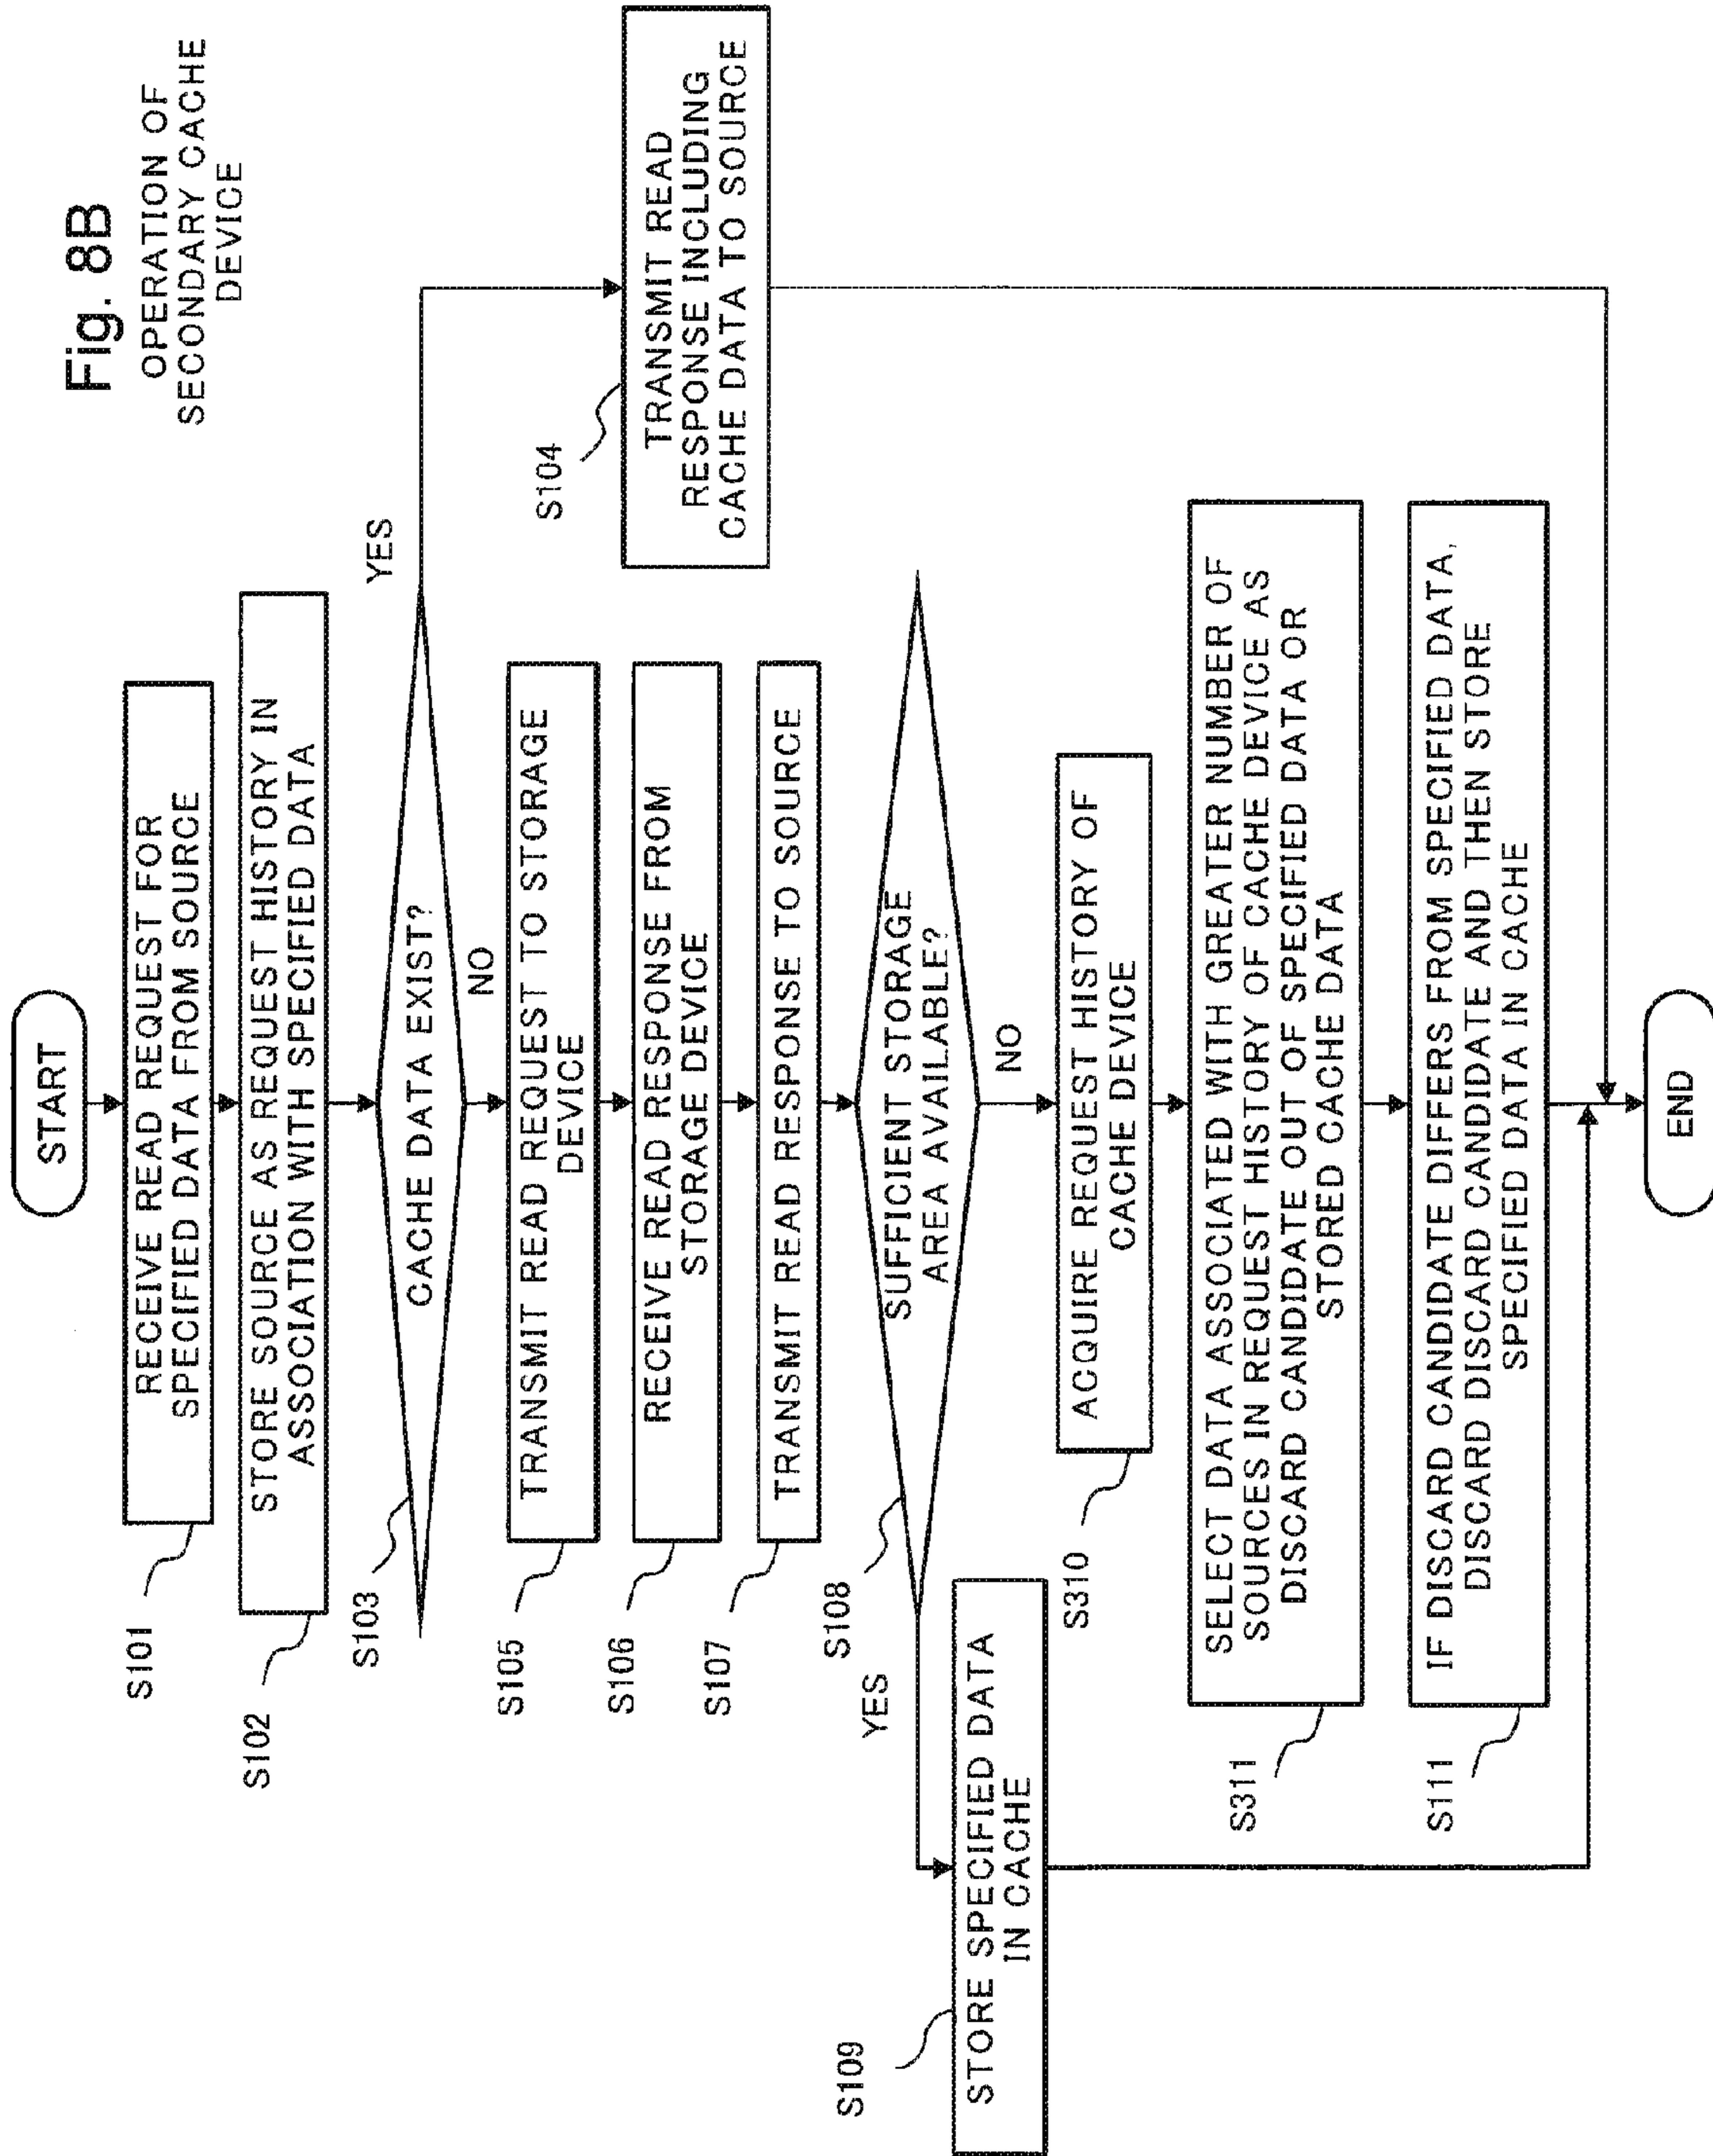 Fig. 8B
OPERATION OF
SECONDARY CACHE
DEVICE
START
S101
RECEIVE READ REQUEST FOR
SPECIFIED DATA FROM SOURCE
S102
STORE SOURCE AS REQUEST HISTORY IN
ASSOCIATION WITH SPECIFIED DATA
S103
CACHE DATA EXIST?
YES
NO
S104
TRANSMIT READ
RESPONSE INCLUDING
CACHE DATA TO SOURCE
S105
TRANSMIT READ REQUEST TO STORAGE
DEVICE
S106
RECEIVE READ RESPONSE FROM
STORAGE DEVICE
S107
TRANSMIT READ RESPONSE TO SOURCE
S108
SUFFICIENT STORAGE
AREA AVAILABLE?
YES
NO
S109
STORE SPECIFIED DATA
IN CACHE
S310
ACQUIRE REQUEST HISTORY OF
CACHE DEVICE
S311
SELECT DATA ASSOCIATED WITH GREATER NUMBER OF
SOURCES IN REQUEST HISTORY OF CACHE DEVICE AS
DISCARD CANDIDATE OUT OF SPECIFIED DATA OR
STORED CACHE DATA
S111
IF DISCARD CANDIDATE DIFFERS FROM SPECIFIED DATA,
DISCARD DISCARD CANDIDATE AND THEN STORE
SPECIFIED DATA IN CACHE
END